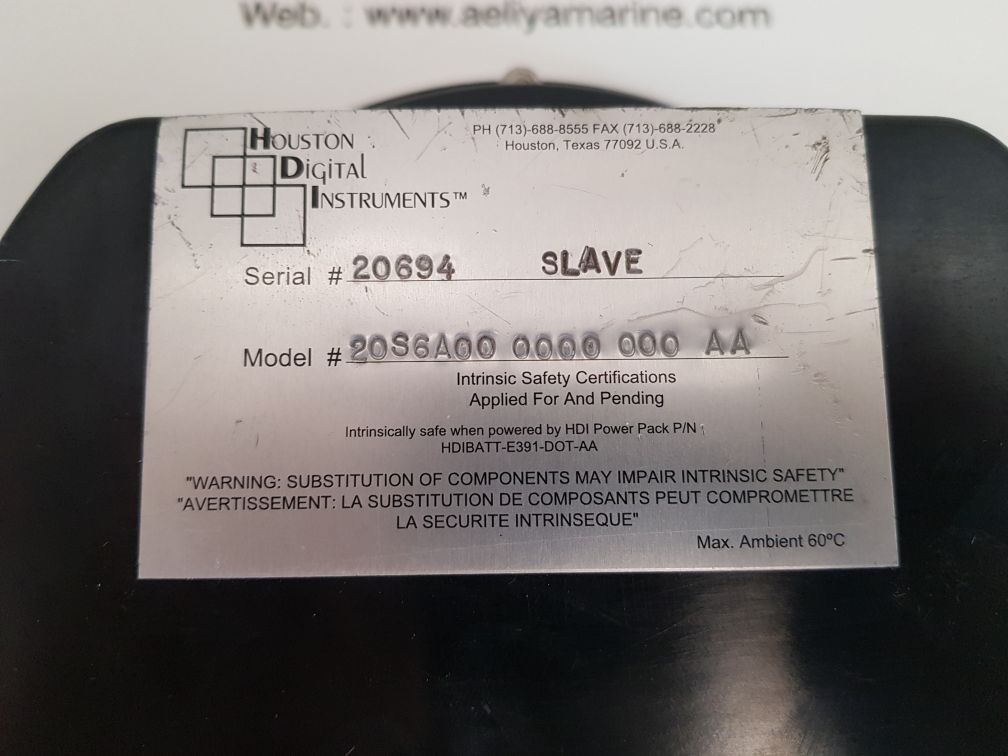 Web. : www.aeliyamarine.com
HOUSTON
DIGITAL
INSTRUMENTS™
PH (713)-688-8555 FAX (713)-688-2228
Houston, Texas 77092 U.S.A.
Serial # 20694 SLAVE
Model # 20S6A00 0000 000 AA
Intrinsic Safety Certifications
Applied For And Pending
Intrinsically safe when powered by HDI Power Pack P/N
HDIBATT-E391-DOT-AA
"WARNING: SUBSTITUTION OF COMPONENTS MAY IMPAIR INTRINSIC SAFETY"
"AVERTISSEMENT: LA SUBSTITUTION DE COMPOSANTS PEUT COMPROMETTRE
LA SECURITE INTRINSEQUE"
Max. Ambient 60ºC